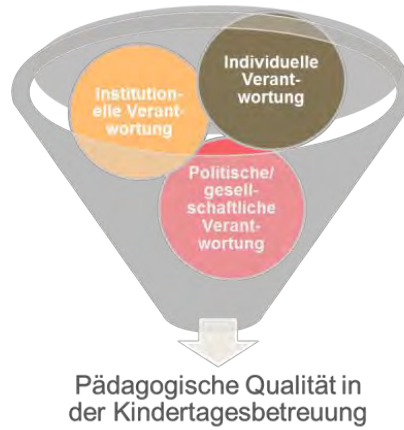 Institution-
elle Verant-
wortung
Individuelle
Verant-
wortung
Politische/
gesell-
schaftliche
Verant-
wortung
Pädagogische Qualität in
der Kindertagesbetreuung